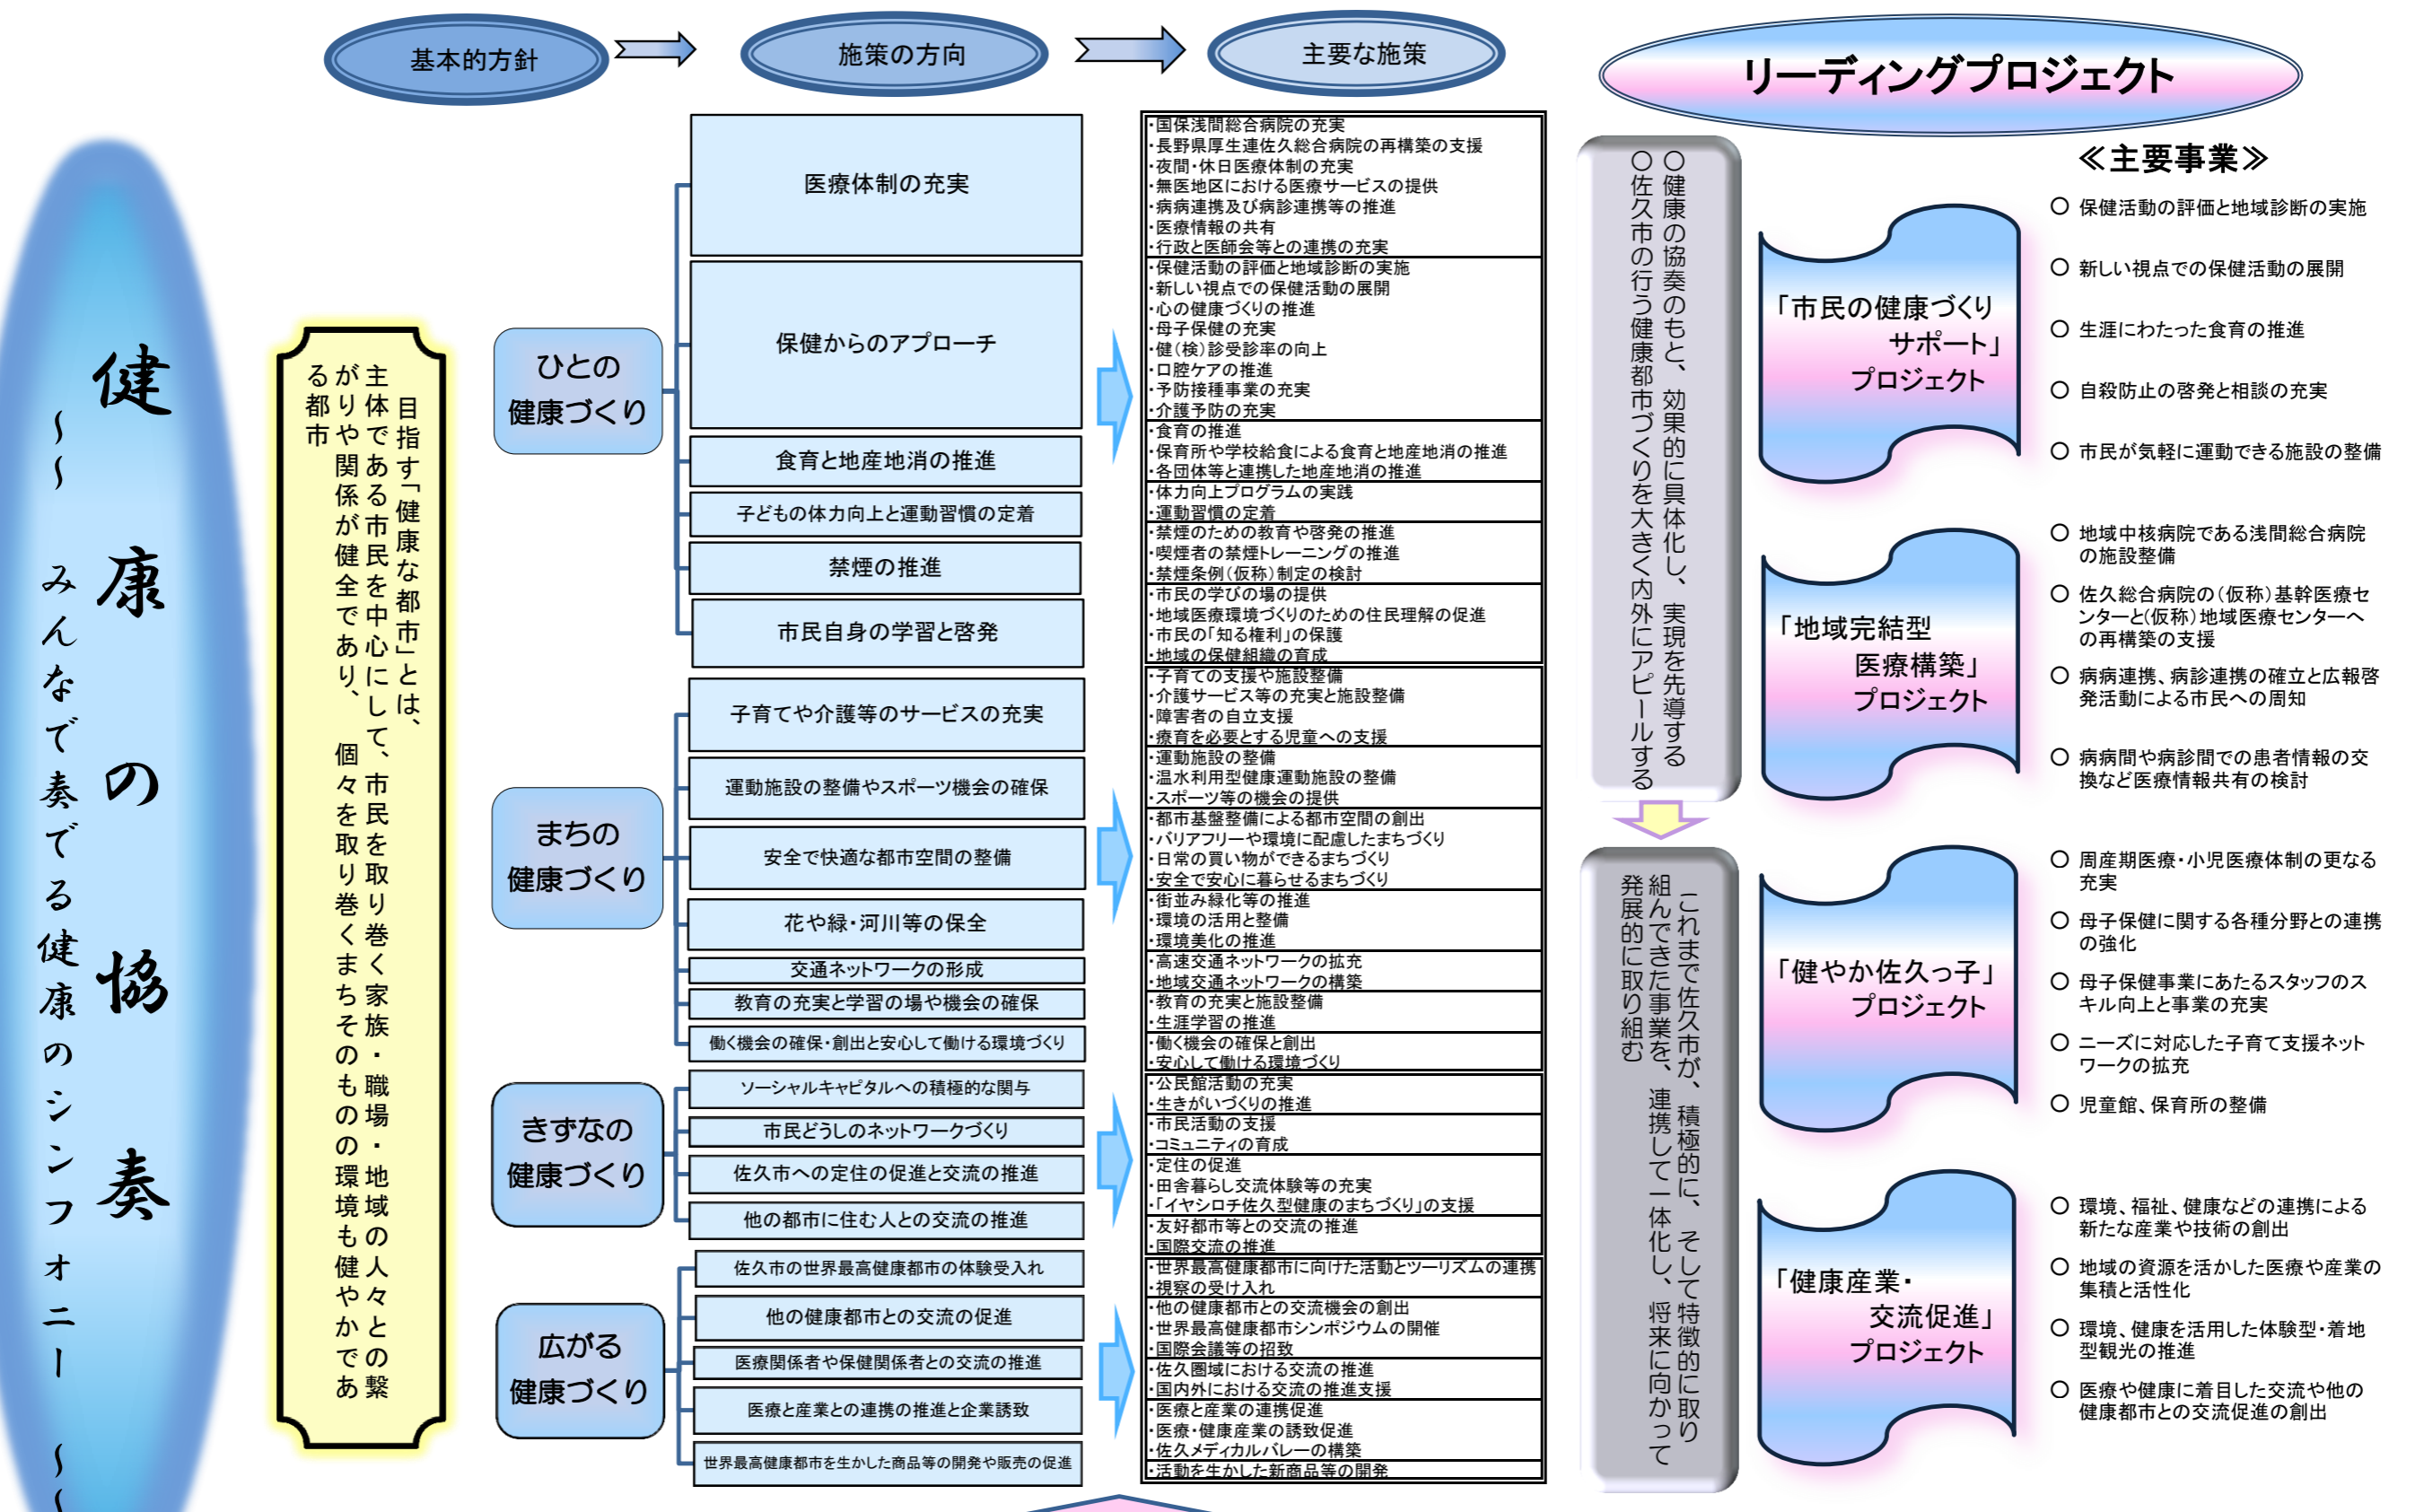 健康の協奏
～～ みんなで奏でる健康のシンフォニー ～～
目指す「健康な都市」とは、
主体である市民を中心にして、市民を取り巻く家族・職場・地域の人々との繋
がりや関係が健全であり、 個々を取り巻くまちそのものの環境も健やかであ
る都市
基本的方針
施策の方向
主要な施策
ひとの
健康づくり
医療体制の充実
・国保浅間総合病院の充実
・長野県厚生連佐久総合病院の再構築の支援
・夜間・休日医療体制の充実
・無医地区における医療サービスの提供
・病病連携及び病診連携等の推進
・医療情報の共有
・行政と医師会等との連携の充実
保健からのアプローチ
・保健活動の評価と地域診断の実施
・新しい視点での保健活動の展開
・心の健康づくりの推進
・母子保健の充実
・健（検）診受診率の向上
・口腔ケアの推進
・予防接種事業の充実
・介護予防の充実
食育と地産地消の推進
・食育の推進
・保育所や学校給食による食育と地産地消の推進
・各団体等と連携した地産地消の推進
子どもの体力向上と運動習慣の定着
・体力向上プログラムの実践
・運動習慣の定着
禁煙の推進
・禁煙のための教育や啓発の推進
・喫煙者の禁煙トレーニングの推進
・禁煙条例（仮称）制定の検討
市民自身の学習と啓発
・市民の学びの場の提供
・地域医療環境づくりのための住民理解の促進
・市民の「知る権利」の保護
・地域の保健組織の育成
まちの
健康づくり
子育てや介護等のサービスの充実
・子育ての支援や施設整備
・介護サービス等の充実と施設整備
・障害者の自立支援
・療育を必要とする児童への支援
運動施設の整備やスポーツ機会の確保
・運動施設の整備
・温水利用型健康運動施設の整備
・スポーツ等の機会の提供
安全で快適な都市空間の整備
・都市基盤整備による都市空間の創出
・バリアフリーや環境に配慮したまちづくり
・日常の買い物ができるまちづくり
・安全で安心に暮らせるまちづくり
花や緑・河川等の保全
・街並み緑化等の推進
・環境の活用と整備
・環境美化の推進
交通ネットワークの形成
・高速交通ネットワークの拡充
・地域交通ネットワークの構築
教育の充実と学習の場や機会の確保
・教育の充実と施設整備
・生涯学習の推進
働く機会の確保・創出と安心して働ける環境づくり
・働く機会の確保と創出
・安心して働ける環境づくり
きずなの
健康づくり
ソーシャルキャピタルへの積極的な関与
・公民館活動の充実
・生きがいづくりの推進
市民どうしのネットワークづくり
・市民活動の支援
・コミュニティの育成
佐久市への定住の促進と交流の推進
・定住の促進
・田舎暮らし交流体験等の充実
・「イヤシロチ佐久型健康のまちづくり」の支援
他の都市に住む人との交流の推進
・友好都市等との交流の推進
・国際交流の推進
広がる
健康づくり
佐久市の世界最高健康都市の体験受入れ
・世界最高健康都市に向けた活動とツーリズムの連携
・視察の受け入れ
他の健康都市との交流の促進
・他の健康都市との交流機会の創出
・世界最高健康都市シンポジウムの開催
・国際会議等の招致
医療関係者や保健関係者との交流の推進
・佐久圏域における交流の推進
・国内外における交流の推進支援
医療と産業との連携の推進と企業誘致
・医療と産業の連携促進
・医療・健康産業の誘致促進
・佐久メディカルバレーの構築
世界最高健康都市を生かした商品等の開発や販売の促進
・活動を生かした新商品等の開発
リーディングプロジェクト
○健康の協奏のもと、効果的に具体化し、実現を先導する
○佐久市の行う健康都市づくりを大きく内外にアピールする
これまで佐久市が、積極的に、そして特徴的に取り
組んできた事業を、連携して一体化し、将来に向かって
発展的に取り組む
≪主要事業≫
「市民の健康づくり
サポート」
プロジェクト
○ 保健活動の評価と地域診断の実施
○ 新しい視点での保健活動の展開
○ 生涯にわたった食育の推進
○ 自殺防止の啓発と相談の充実
○ 市民が気軽に運動できる施設の整備
「地域完結型
医療構築」
プロジェクト
○ 地域中核病院である浅間総合病院
の施設整備
○ 佐久総合病院の（仮称）基幹医療セ
ンターと（仮称）地域医療センターへ
の再構築の支援
○ 病病連携、病診連携の確立と広報啓
発活動による市民への周知
○ 病病間や病診間での患者情報の交
換など医療情報共有の検討
「健やか佐久っ子」
プロジェクト
○ 周産期医療・小児医療体制の更なる
充実
○ 母子保健に関する各種分野との連携
の強化
○ 母子保健事業にあたるスタッフのス
キル向上と事業の充実
○ ニーズに対応した子育て支援ネット
ワークの拡充
○ 児童館、保育所の整備
「健康産業・
交流促進」
プロジェクト
○ 環境、福祉、健康などの連携による
新たな産業や技術の創出
○ 地域の資源を活かした医療や産業の
集積と活性化
○ 環境、健康を活用した体験型・着地
型観光の推進
○ 医療や健康に着目した交流や他の
健康都市との交流促進の創出